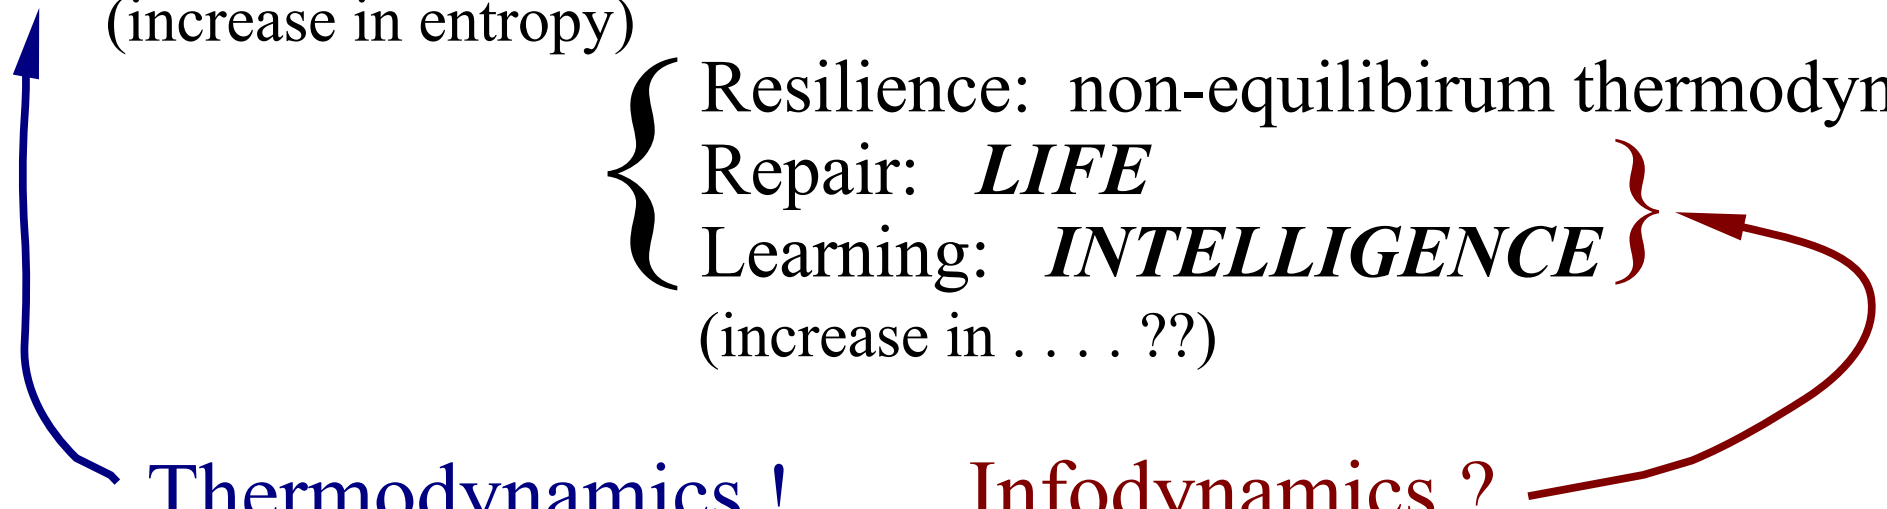 (increase in entropy)
Resilience:  non-equilibirum thermodyn
Repair:   LIFE
Learning:   INTELLIGENCE
(increase in . . . . ??)
Thermodynamics !   Infodynamics ?